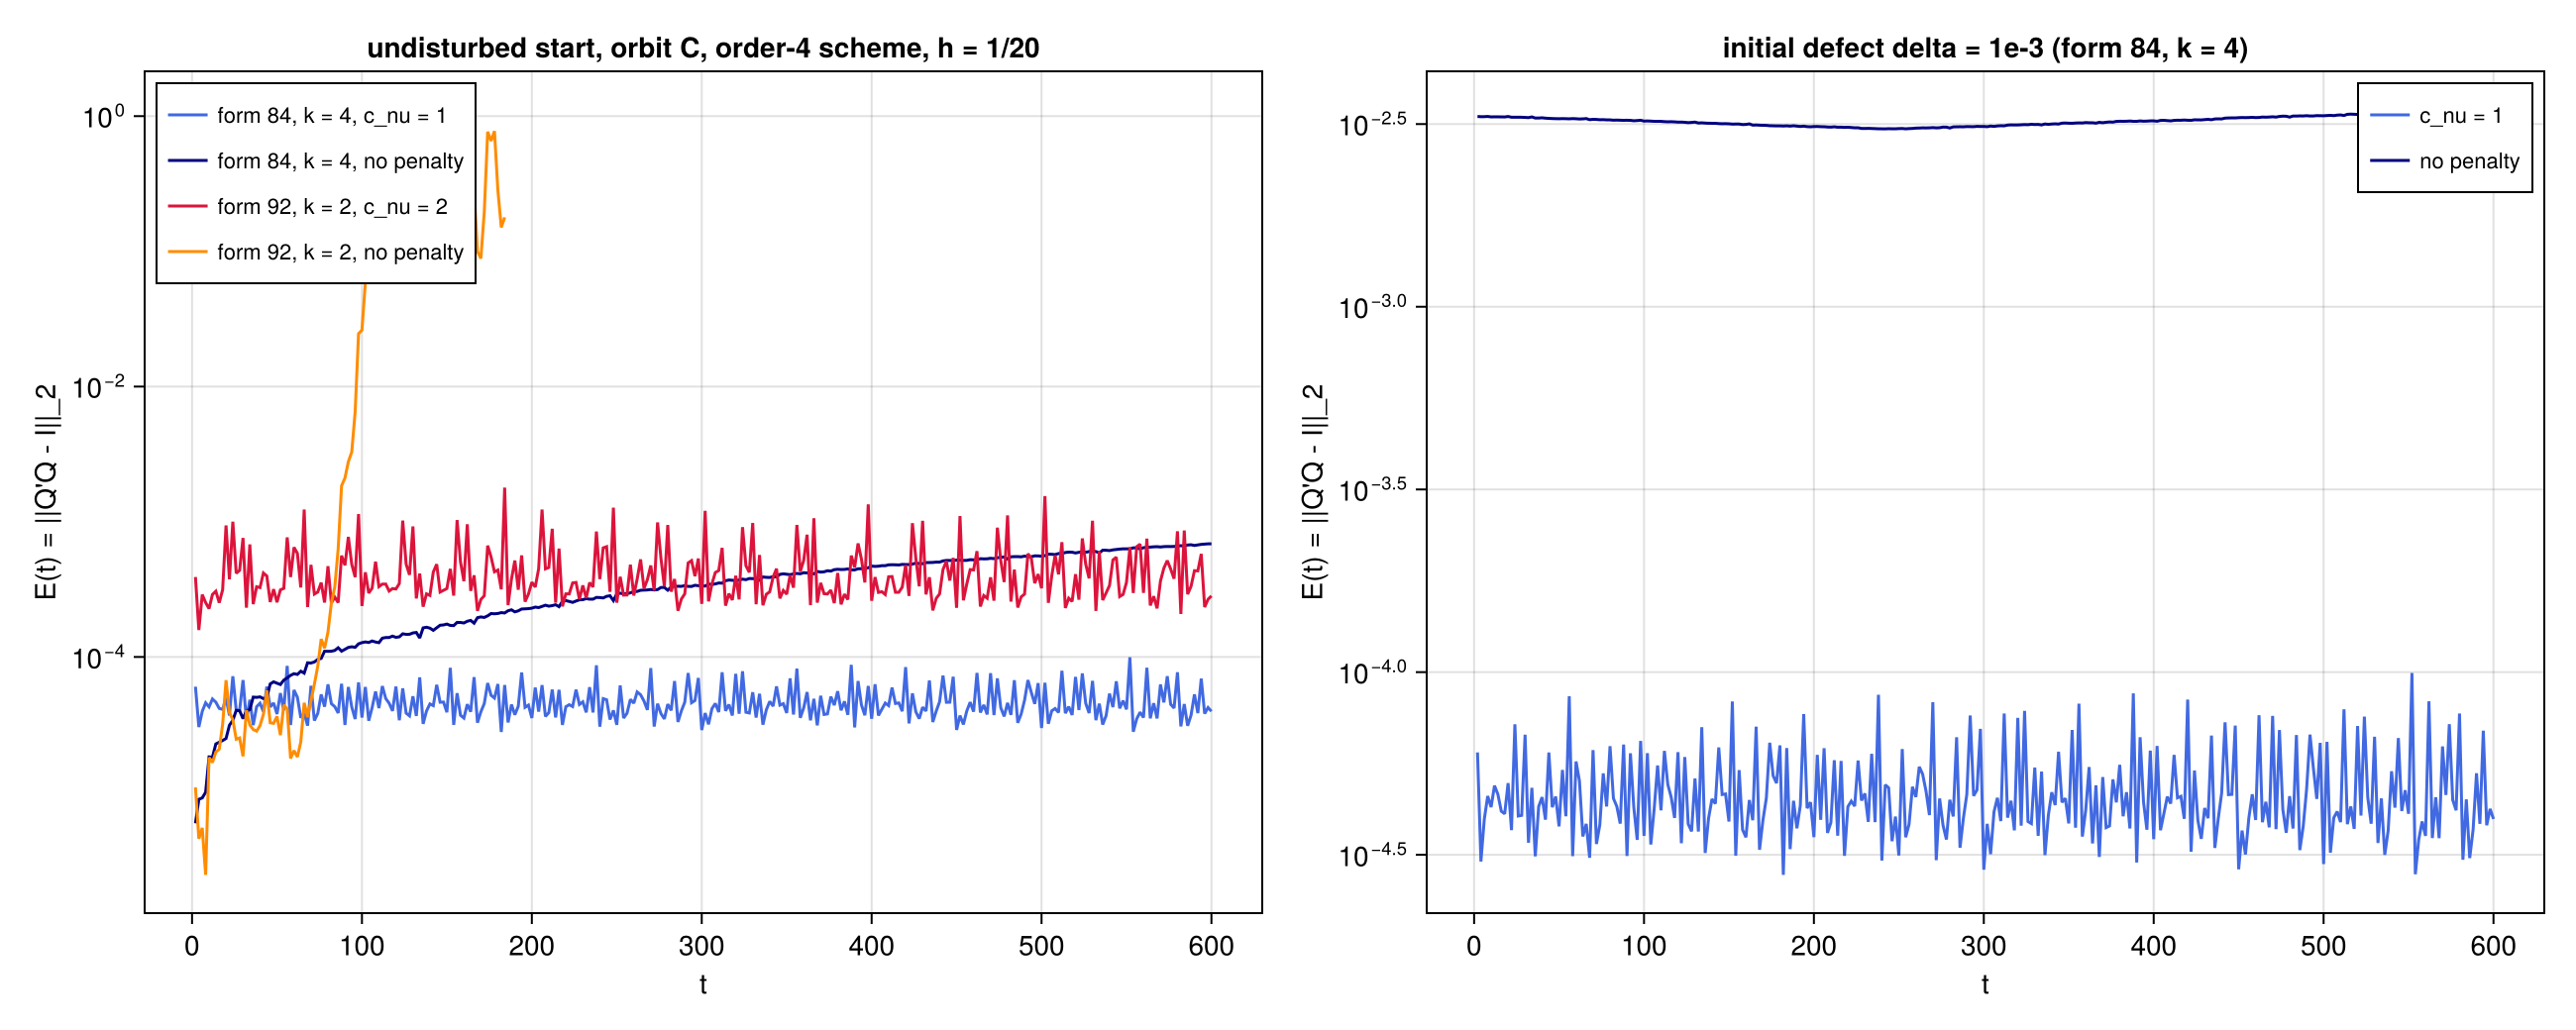 undisturbed start, orbit C, order-4 scheme, h = 1/20
form 84, k = 4, c_nu = 1
form 84, k = 4, no penalty
form 92, k = 2, c_nu = 2
form 92, k = 2, no penalty
10^0
10^-2
10^-4
E(t) = ||Q'Q - I||_2
0 100 200 300 400 500 600
t
initial defect delta = 1e-3 (form 84, k = 4)
c_nu = 1
no penalty
10^-2.5
10^-3.0
10^-3.5
10^-4.0
10^-4.5
E(t) = ||Q'Q - I||_2
0 100 200 300 400 500 600
t